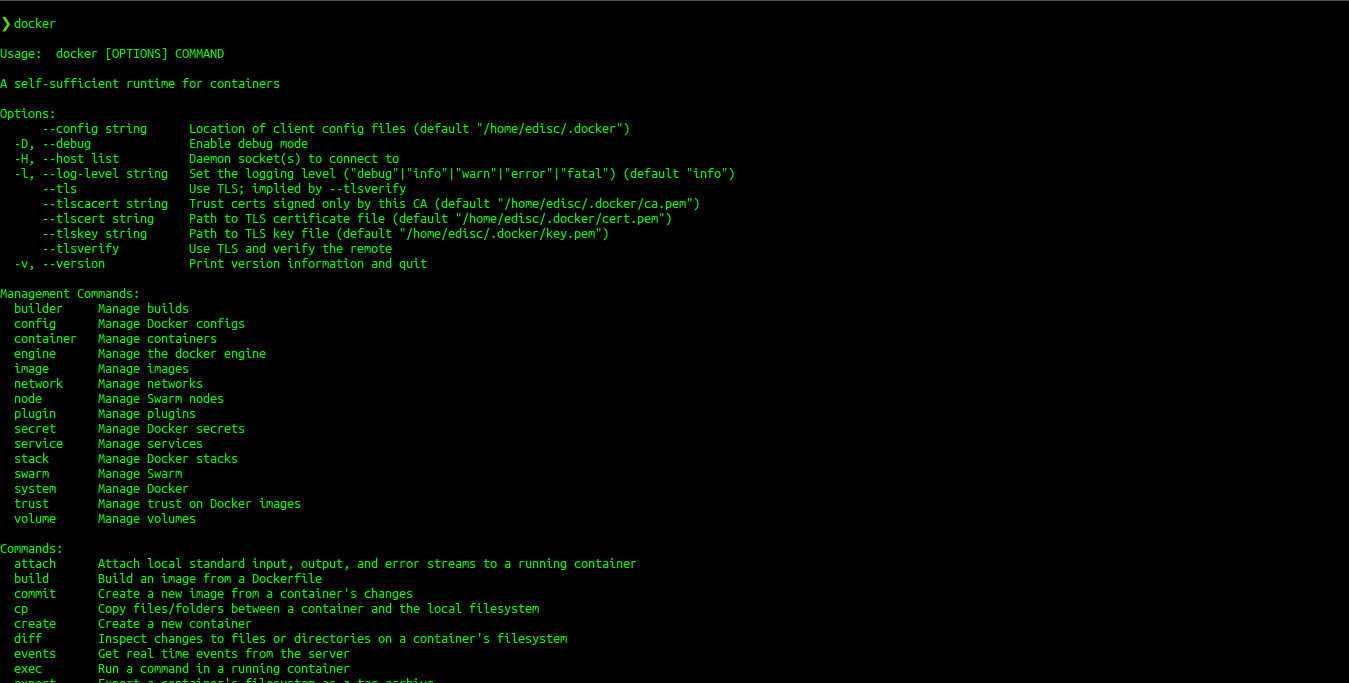 ❯ docker
Usage:  docker [OPTIONS] COMMAND
A self-sufficient runtime for containers
Options:
      --config string      Location of client config files (default "/home/edisc/.docker")
  -D, --debug              Enable debug mode
  -H, --host list          Daemon socket(s) to connect to
  -l, --log-level string   Set the logging level ("debug"|"info"|"warn"|"error"|"fatal") (default "info")
      --tls                Use TLS; implied by --tlsverify
      --tlscacert string   Trust certs signed only by this CA (default "/home/edisc/.docker/ca.pem")
      --tlscert string     Path to TLS certificate file (default "/home/edisc/.docker/cert.pem")
      --tlskey string      Path to TLS key file (default "/home/edisc/.docker/key.pem")
      --tlsverify          Use TLS and verify the remote
  -v, --version            Print version information and quit
Management Commands:
  builder     Manage builds
  config      Manage Docker configs
  container   Manage containers
  engine      Manage the docker engine
  image       Manage images
  network     Manage networks
  node        Manage Swarm nodes
  plugin      Manage plugins
  secret      Manage Docker secrets
  service     Manage services
  stack       Manage Docker stacks
  swarm       Manage Swarm
  system      Manage Docker
  trust       Manage trust on Docker images
  volume      Manage volumes
Commands:
  attach      Attach local standard input, output, and error streams to a running container
  build       Build an image from a Dockerfile
  commit      Create a new image from a container's changes
  cp          Copy files/folders between a container and the local filesystem
  create      Create a new container
  diff        Inspect changes to files or directories on a container's filesystem
  events      Get real time events from the server
  exec        Run a command in a running container
  export      Export a container's filesystem as a tar archive